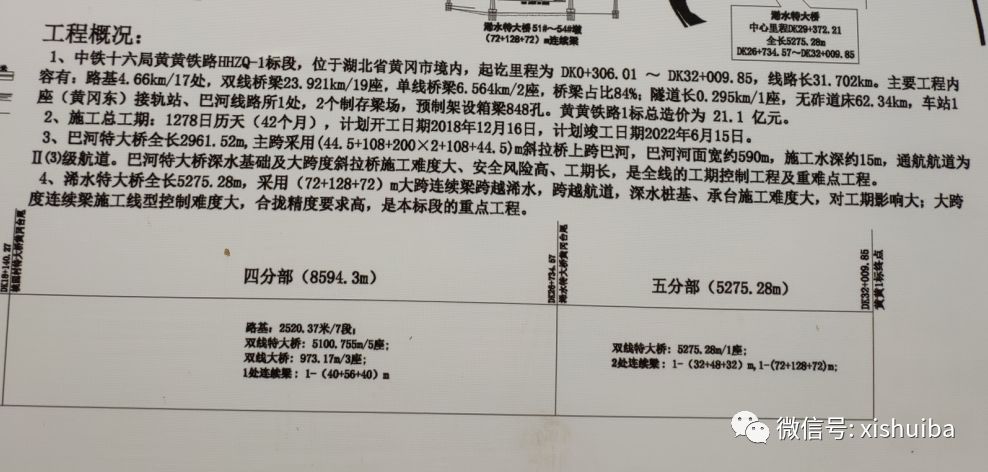 浠水特大桥51#~54#墩
(72+128+72) m连续梁
浠水特大桥
中心里程DK29+372.21
全长5275.28m
DK26+734.57~DK32+009.85
工程概况：
1、中铁十六局黄黄铁路HHZQ-1标段，位于湖北省黄冈市境内，起讫里程为 DK0+306.01 ～ DK32+009.85，线路长31.702km。主要工程内
容有：路基4.66km/17处，双线桥梁23.921km/19座，单线桥梁6.564km/2座，桥梁占比84%；隧道长0.295km/1座，无砟道床62.34km，车站1
座（黄冈东）接轨站、巴河线路所1处，2个制存梁场，预制架设箱梁848孔。黄黄铁路1标总造价为 21.1 亿元。
2、施工总工期：1278日历天（42个月），计划开工日期2018年12月16日，计划竣工日期2022年6月15日。
3、巴河特大桥全长2961.52m，主跨采用(44.5+108+200×2+108+44.5)m斜拉桥上跨巴河，巴河河面宽约590m，施工水深约15m，通航航道为
Ⅱ⑶级航道。巴河特大桥深水基础及大跨度斜拉桥施工难度大、安全风险高、工期长，是全线的工期控制工程及重难点工程。
4、浠水特大桥全长5275.28m，采用（72+128+72）m大跨连续梁跨越浠水，跨越航道，深水桩基、承台施工难度大，对工期影响大；大跨
度连续梁施工线型控制难度大，合拢精度要求高，是本标段的重点工程。
DK18+140.27
四分部（8594.3m）
DK26+734.57
浠水特大桥黄冈台尾
五分部（5275.28m）
DK32+009.85
黄黄1标终点
路基：2520.37米/7段；
双线特大桥：5100.755m/5座；
双线大桥：973.17m/3座；
1处连续梁：1-（40+56+40）m
双线特大桥：5275.28m/1座；
2处连续梁：1-（32+48+32）m,1-(72+128+72)m;
微信号: xishuiba